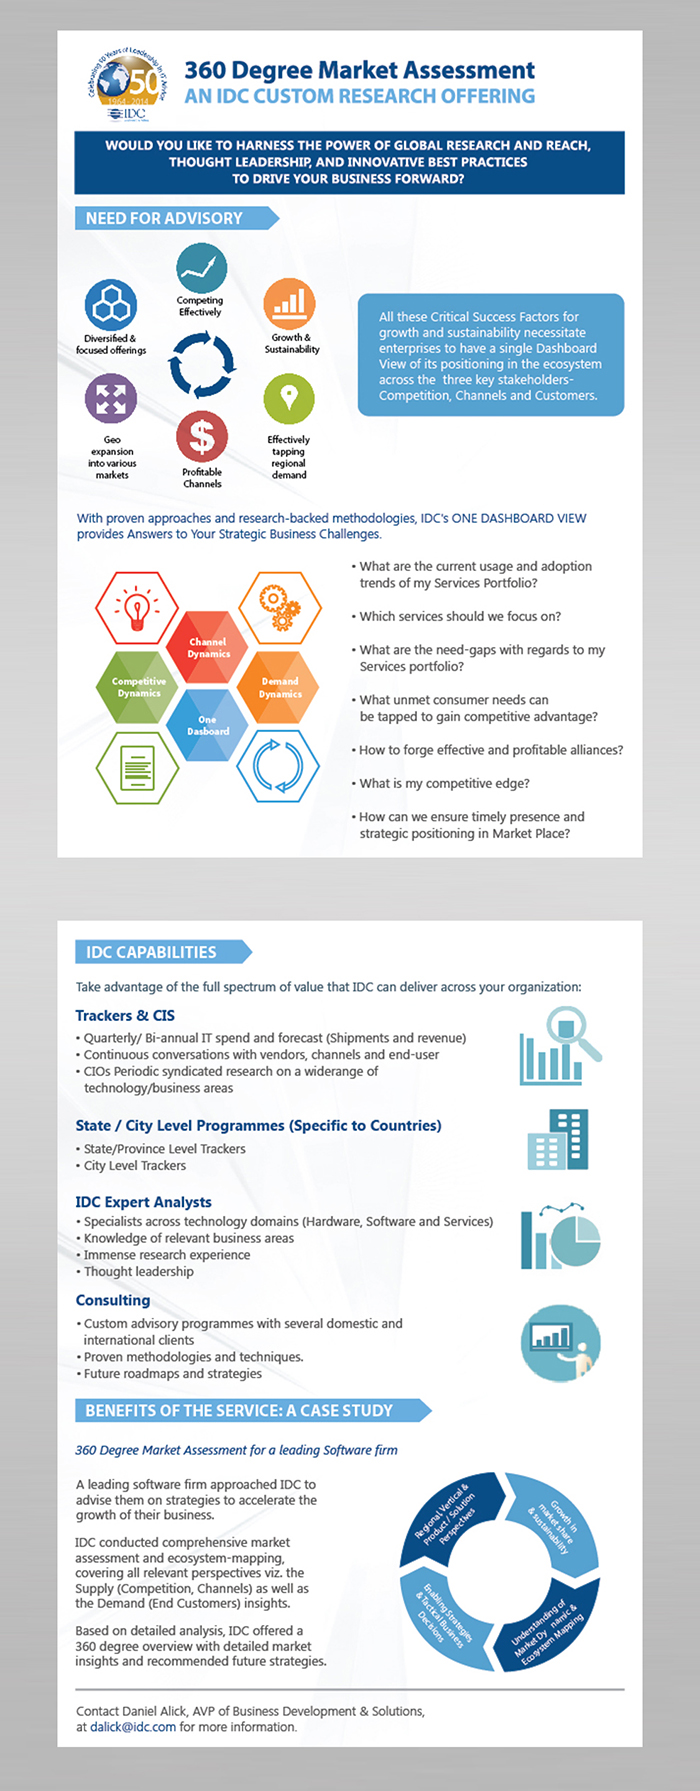 Celebrating 50 Years of Leadership in IT Advice
50
1964 - 2014
IDC
360 Degree Market Assessment
AN IDC CUSTOM RESEARCH OFFERING
WOULD YOU LIKE TO HARNESS THE POWER OF GLOBAL RESEARCH AND REACH,
THOUGHT LEADERSHIP, AND INNOVATIVE BEST PRACTICES
TO DRIVE YOUR BUSINESS FORWARD?
NEED FOR ADVISORY
Competing
Effectively
Diversified &
focused offerings
Growth &
Sustainability
Geo
expansion
into various
markets
$
Profitable
Channels
Effectively
tapping
regional
demand
All these Critical Success Factors for
growth and sustainability necessitate
enterprises to have a single Dashboard
View of its positioning in the ecosystem
across the three key stakeholders-
Competition, Channels and Customers.
With proven approaches and research-backed methodologies, IDC's ONE DASHBOARD VIEW
provides Answers to Your Strategic Business Challenges.
Channel
Dynamics
Competitive
Dynamics
Demand
Dynamics
One
Dasboard
• What are the current usage and adoption
trends of my Services Portfolio?
• Which services should we focus on?
• What are the need-gaps with regards to my
Services portfolio?
• What unmet consumer needs can
be tapped to gain competitive advantage?
• How to forge effective and profitable alliances?
• What is my competitive edge?
• How can we ensure timely presence and
strategic positioning in Market Place?
IDC CAPABILITIES
Take advantage of the full spectrum of value that IDC can deliver across your organization:
Trackers & CIS
• Quarterly/ Bi-annual IT spend and forecast (Shipments and revenue)
• Continuous conversations with vendors, channels and end-user
• CIOs Periodic syndicated research on a widerange of
technology/business areas
State / City Level Programmes (Specific to Countries)
• State/Province Level Trackers
• City Level Trackers
IDC Expert Analysts
• Specialists across technology domains (Hardware, Software and Services)
• Knowledge of relevant business areas
• Immense research experience
• Thought leadership
Consulting
• Custom advisory programmes with several domestic and
international clients
• Proven methodologies and techniques.
• Future roadmaps and strategies
BENEFITS OF THE SERVICE: A CASE STUDY
360 Degree Market Assessment for a leading Software firm
A leading software firm approached IDC to
advise them on strategies to accelerate the
growth of their business.
IDC conducted comprehensive market
assessment and ecosystem-mapping,
covering all relevant perspectives viz. the
Supply (Competition, Channels) as well as
the Demand (End Customers) insights.
Based on detailed analysis, IDC offered a
360 degree overview with detailed market
insights and recommended future strategies.
Regional Vertical &
Product / Solution
Perspectives
Growth in
market share
& sustainability
Enabling Strategies
& Tactical Business
Decisions
Understanding of
Market Dy namic &
Ecosystem Mapping
Contact Daniel Alick, AVP of Business Development & Solutions,
at dalick@idc.com for more information.